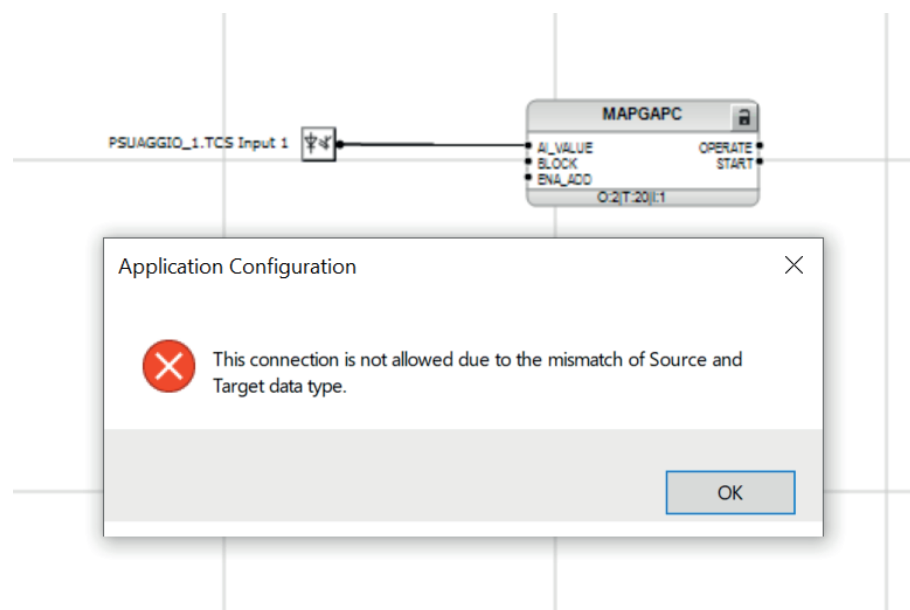 MAPGAPC
PSUAGGIO_1.TCS Input 1
AI_VALUE
OPERATE
BLOCK
START
ENA_ADD
O:2|T:20|I:1
Application Configuration
This connection is not allowed due to the mismatch of Source and
Target data type.
OK